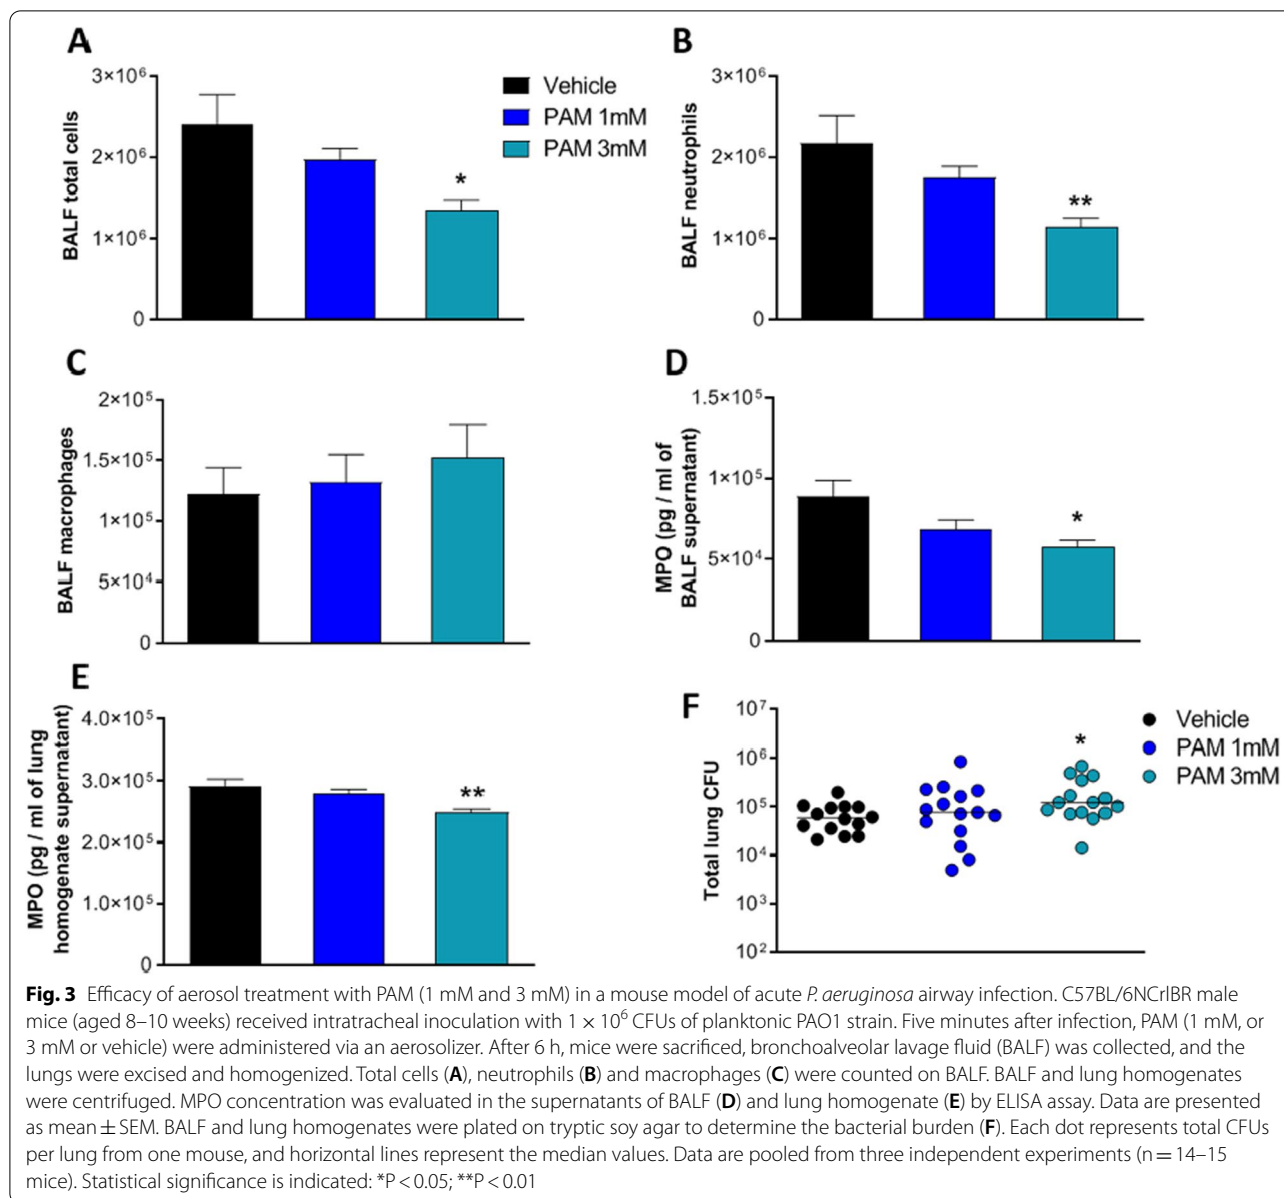 A
BALF total cells
3×10⁶
2×10⁶
1×10⁶
0
*
Vehicle
PAM 1mM
PAM 3mM
B
BALF neutrophils
3×10⁶
2×10⁶
1×10⁶
0
**
C
BALF macrophages
2×10⁵
1.5×10⁵
1×10⁵
5×10⁴
0
D
MPO (pg / ml of
BALF supernatant)
1.5×10⁵
1×10⁵
5×10⁴
0
*
E
MPO (pg / ml of lung
homogenate supernatant)
4.0×10⁵
3.0×10⁵
2.0×10⁵
1.0×10⁵
0
**
F
Total lung CFU
10⁷
10⁶
10⁵
10⁴
10³
10²
*
Vehicle
PAM 1mM
PAM 3mM
Fig. 3 Efficacy of aerosol treatment with PAM (1 mM and 3 mM) in a mouse model of acute P. aeruginosa airway infection. C57BL/6NCrlBR male
mice (aged 8–10 weeks) received intratracheal inoculation with 1 × 10⁶ CFUs of planktonic PAO1 strain. Five minutes after infection, PAM (1 mM, or
3 mM or vehicle) were administered via an aerosolizer. After 6 h, mice were sacrificed, bronchoalveolar lavage fluid (BALF) was collected, and the
lungs were excised and homogenized. Total cells (A), neutrophils (B) and macrophages (C) were counted on BALF. BALF and lung homogenates
were centrifuged. MPO concentration was evaluated in the supernatants of BALF (D) and lung homogenate (E) by ELISA assay. Data are presented
as mean ± SEM. BALF and lung homogenates were plated on tryptic soy agar to determine the bacterial burden (F). Each dot represents total CFUs
per lung from one mouse, and horizontal lines represent the median values. Data are pooled from three independent experiments (n = 14–15
mice). Statistical significance is indicated: *P < 0.05; **P < 0.01